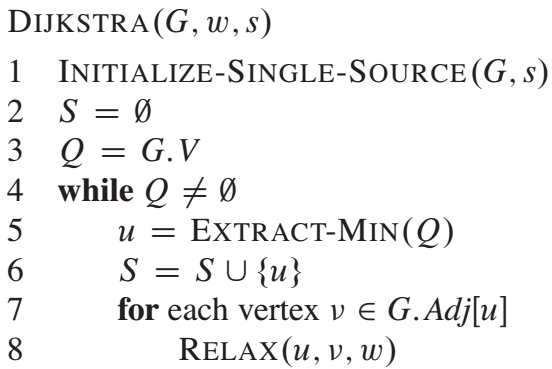 DIJKSTRA(G, w, s)
1 INITIALIZE-SINGLE-SOURCE(G, s)
2 S = ∅
3 Q = G.V
4 while Q ≠ ∅
5 u = EXTRACT-MIN(Q)
6 S = S ∪ {u}
7 for each vertex v ∈ G.Adj[u]
8 RELAX(u, v, w)